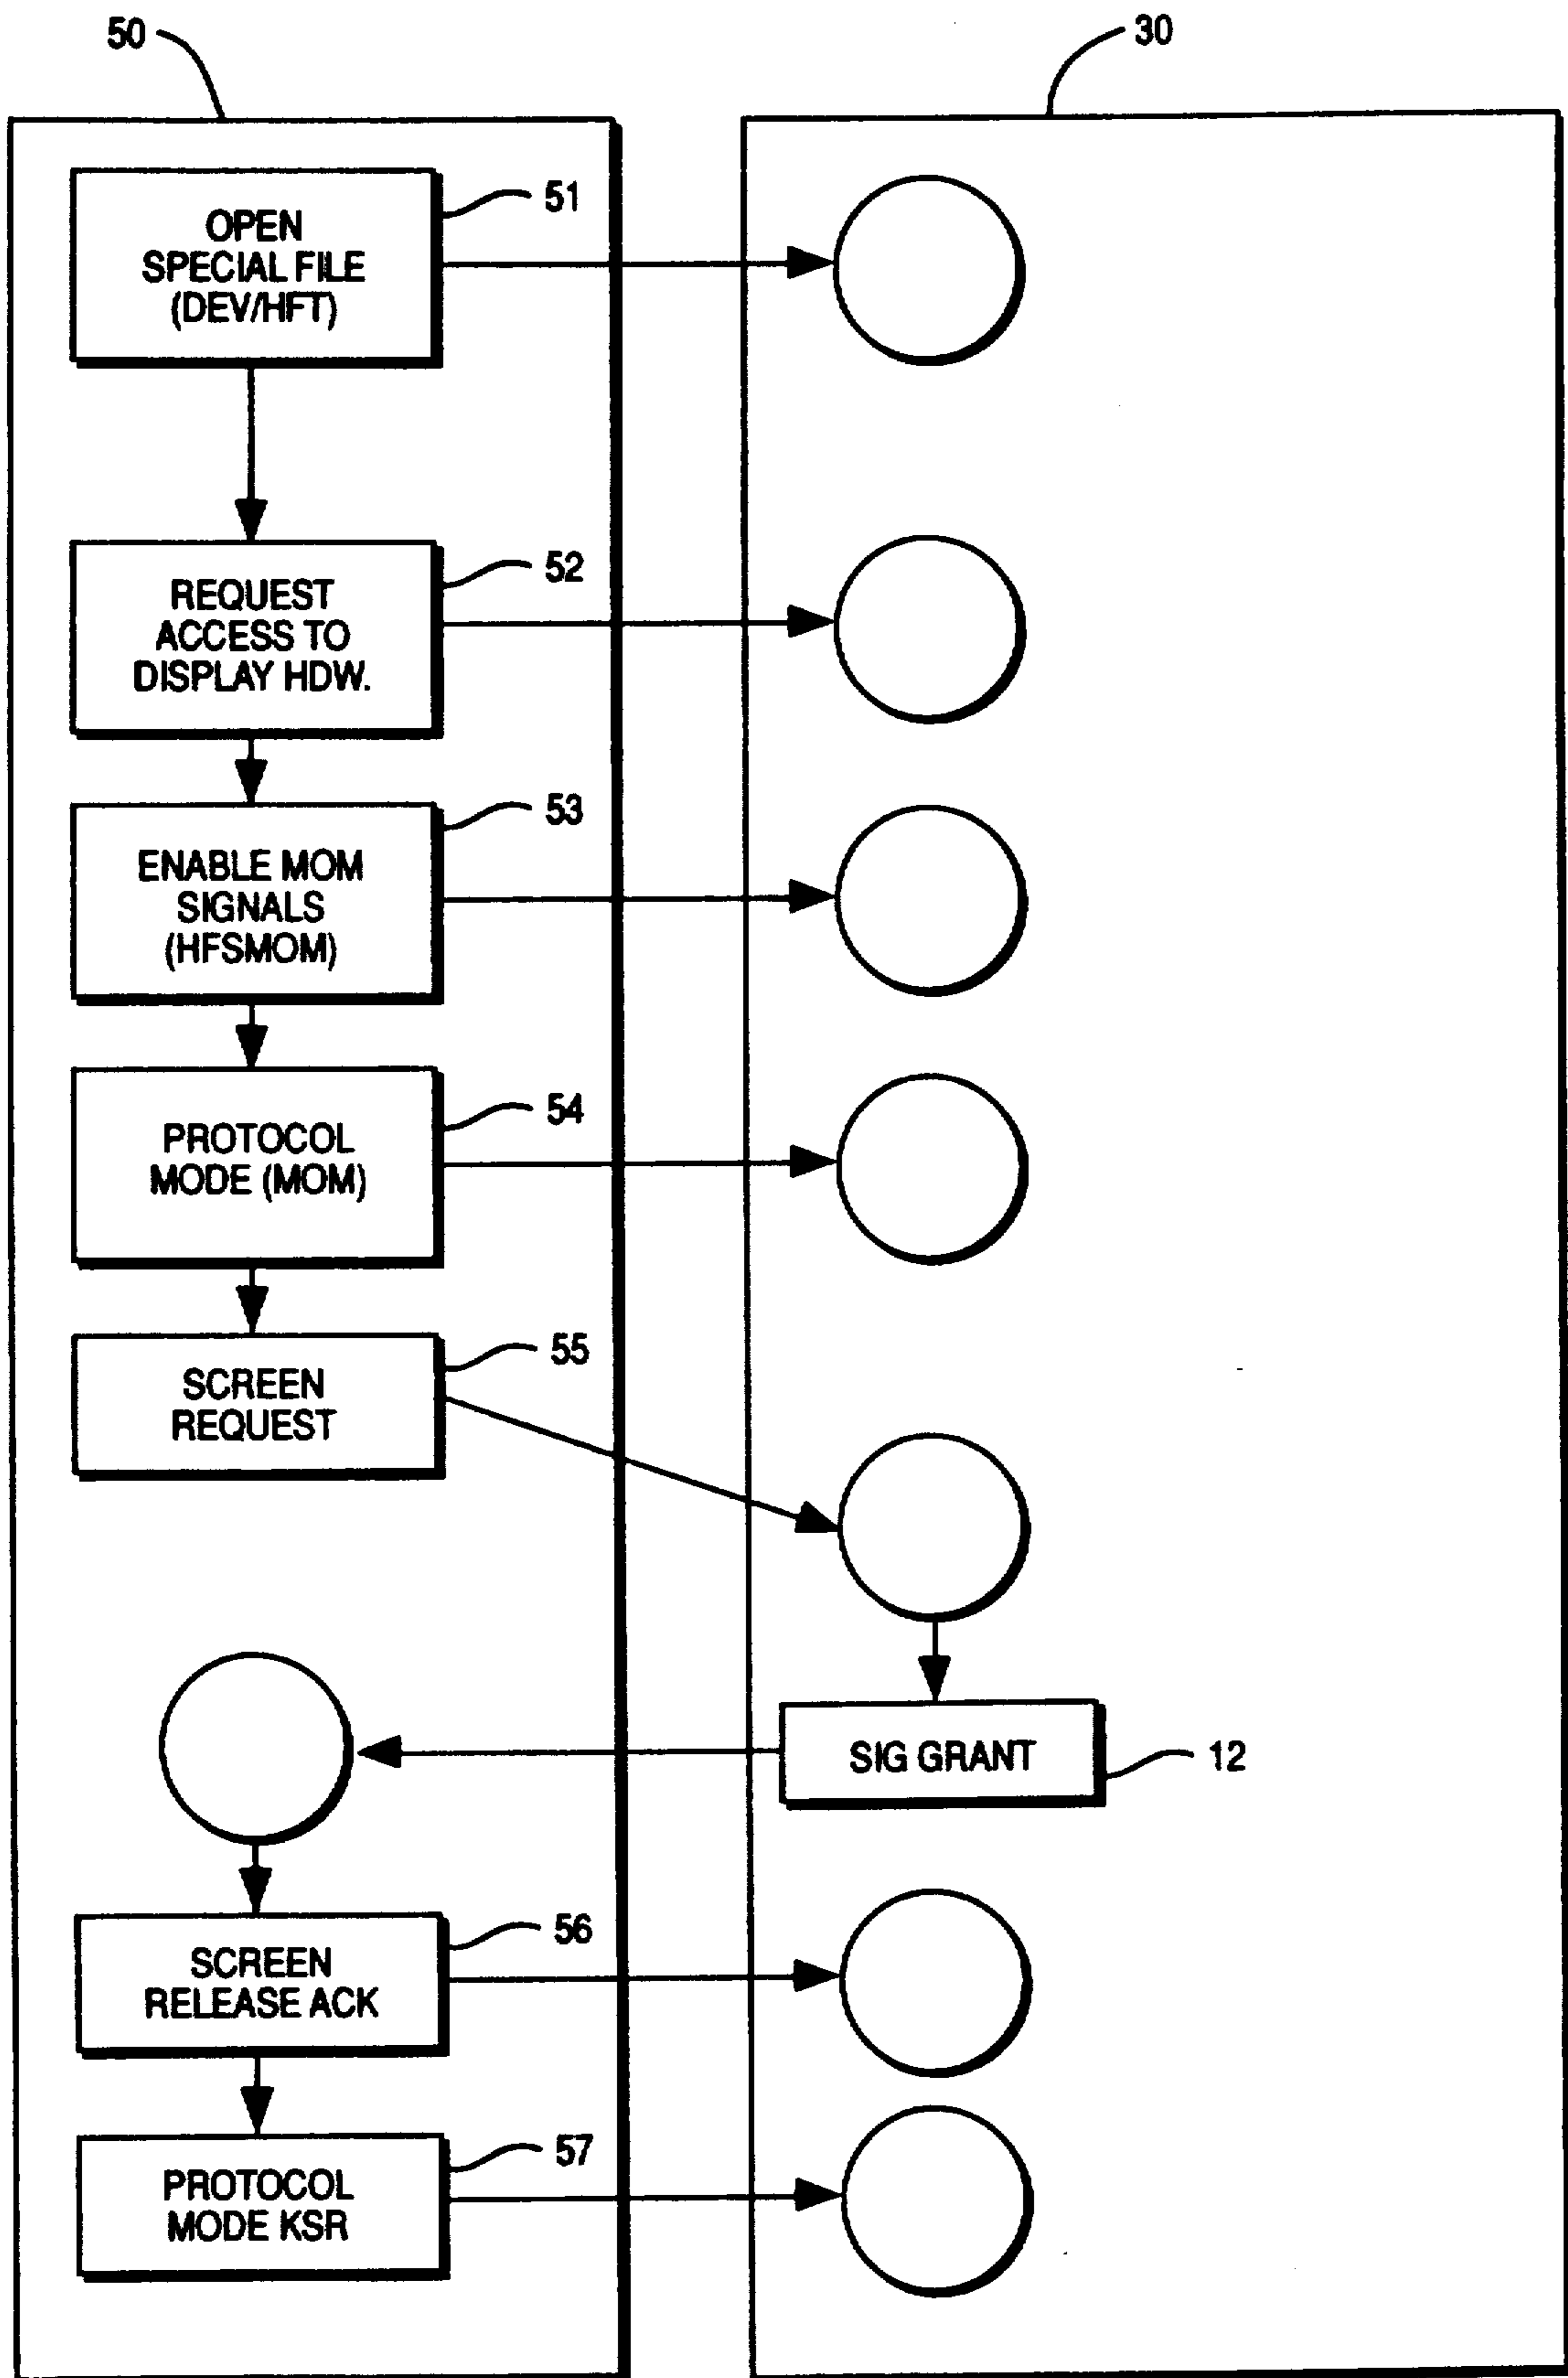 50
30
51
OPEN
SPECIAL FILE
(DEV/HFT)
52
REQUEST
ACCESS TO
DISPLAY HDW.
53
ENABLE MOM
SIGNALS
(HFSMOM)
54
PROTOCOL
MODE (MOM)
55
SCREEN
REQUEST
SIG GRANT
12
56
SCREEN
RELEASE ACK
57
PROTOCOL
MODE KSR